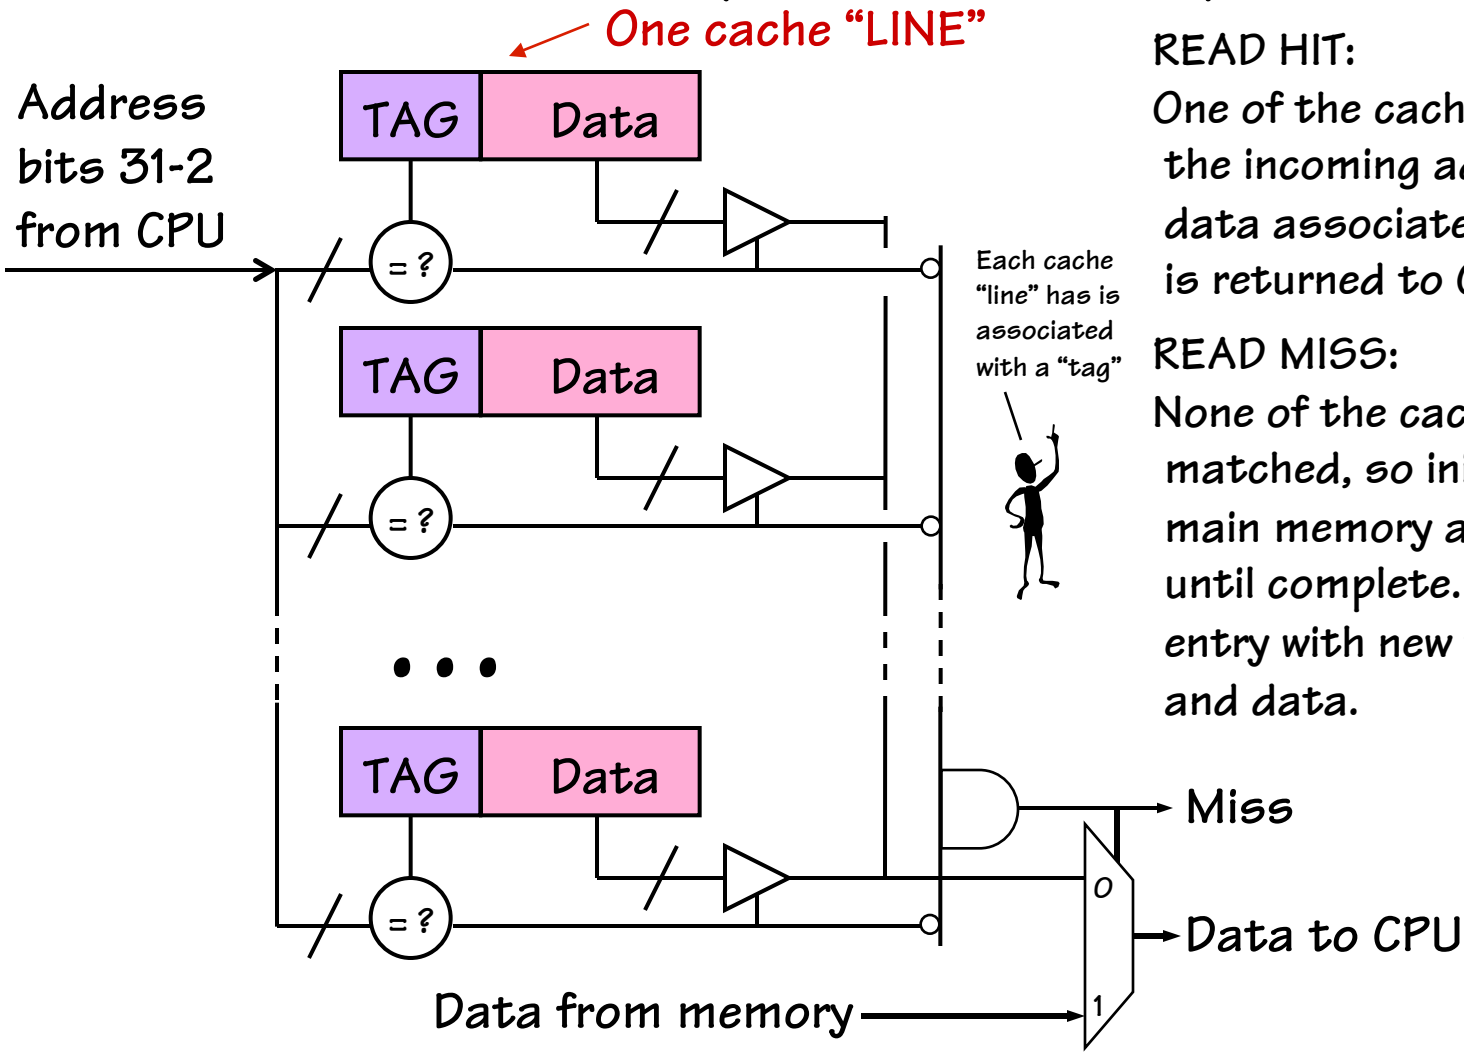 One cache “LINE”
Address
bits 31-2
from CPU
TAG Data
= ?
TAG Data
= ?
TAG Data
= ?
Each cache
“line” has is
associated
with a “tag”
READ HIT:
One of the cach
the incoming a
data associate
is returned to
READ MISS:
None of the cac
matched, so ini
main memory a
until complete.
entry with new
and data.
Miss
0
Data to CPU
1
Data from memory